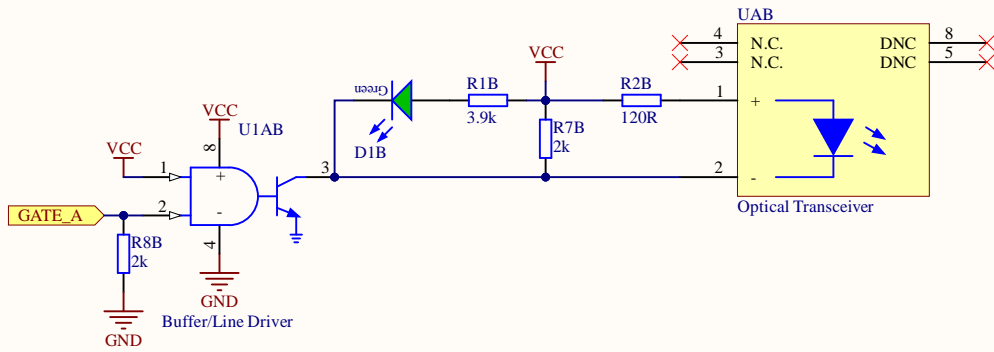 UAB
4
N.C.
DNC
8
3
N.C.
DNC
5
VCC
Green
R1B
3.9k
R2B
120R
1
+
VCC
U1AB
8
D1B
R7B
2k
VCC
1
+
3
2
-
GATE_A
2
-
Optical Transceiver
R8B
2k
4
GND
Buffer/Line Driver
GND